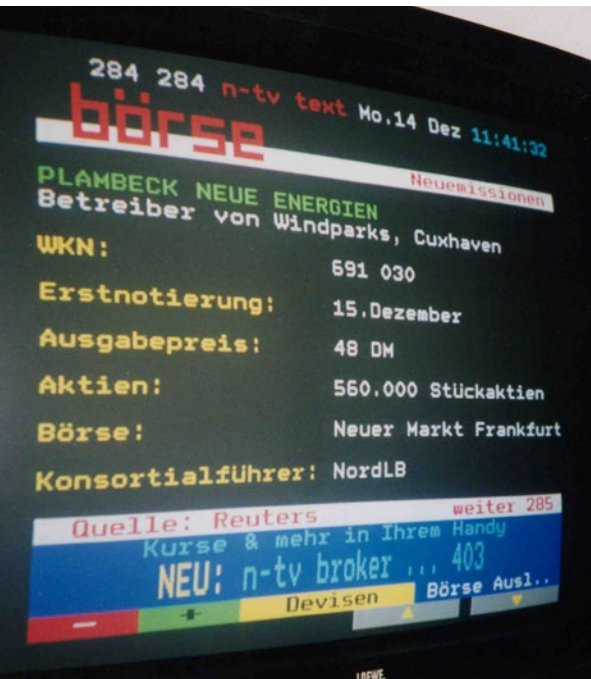 284 284 n-tv text Mo.14 Dez 11:41:32
börse
Neuemissionen
PLAMBECK NEUE ENERGIEN
Betreiber von Windparks, Cuxhaven
WKN: 691 030
Erstnotierung: 15.Dezember
Ausgabepreis: 48 DM
Aktien: 560.000 Stückaktien
Börse: Neuer Markt Frankfurt
Konsortialführer: NordLB
Quelle: Reuters weiter 285
Kurse & mehr in Ihrem Handy
NEU: n-tv broker ... 403
- + Devisen Börse Ausl..
LOEWE